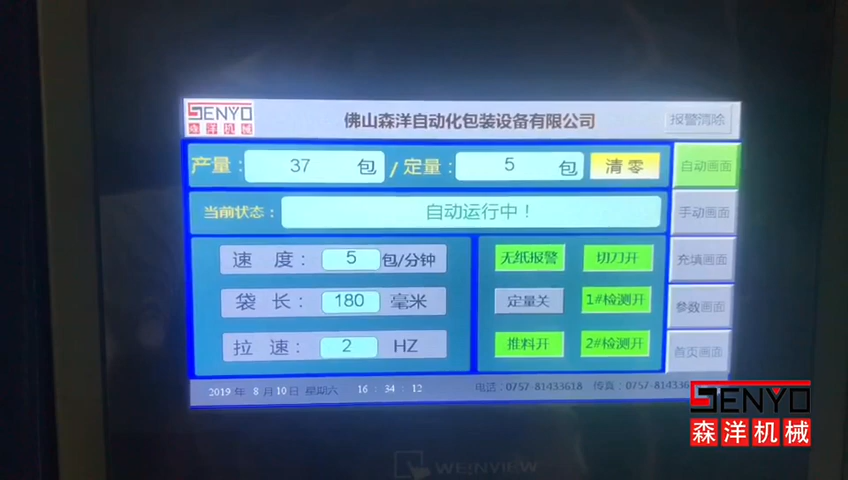 SENYO
森洋机械
佛山森洋自动化包装设备有限公司
报警清除
产量： 37 包 / 定量： 5 包 清零
自动画面
当前状态： 自动运行中！
手动画面
速 度： 5 包/分钟
无纸报警 切刀开
充填画面
袋 长： 180 毫米
定量关 1#检测开
参数画面
拉 速： 2 HZ
推料开 2#检测开
首页画面
2019 年 8 月 10 日 星期六 16 : 34 : 12
电话：0757-81433618 传真：0757-81433
SENYO
森洋机械
WEINVIEW